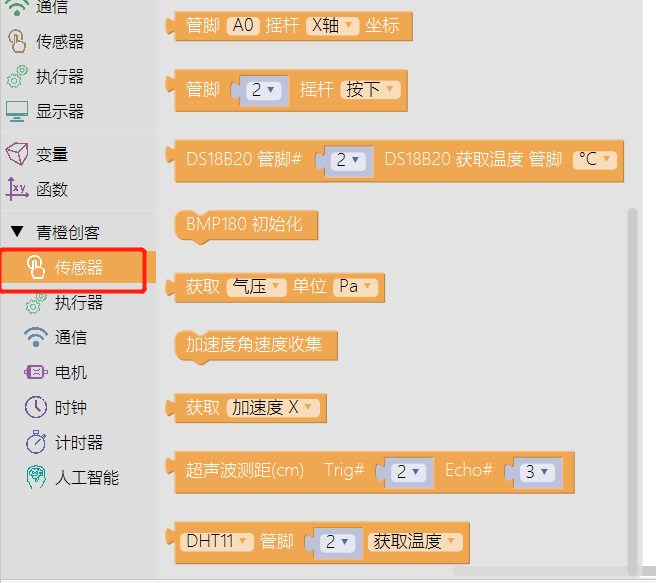 通信
传感器
执行器
显示器
变量
函数
青橙创客
传感器
执行器
通信
电机
时钟
计时器
人工智能
管脚 A0 摇杆 X轴 坐标
管脚 2 摇杆 按下
DS18B20 管脚# 2 DS18B20 获取温度 管脚 °C
BMP180 初始化
获取 气压 单位 Pa
加速度角速度收集
获取 加速度 X
超声波测距(cm) Trig# 2 Echo# 3
DHT11 管脚 2 获取温度